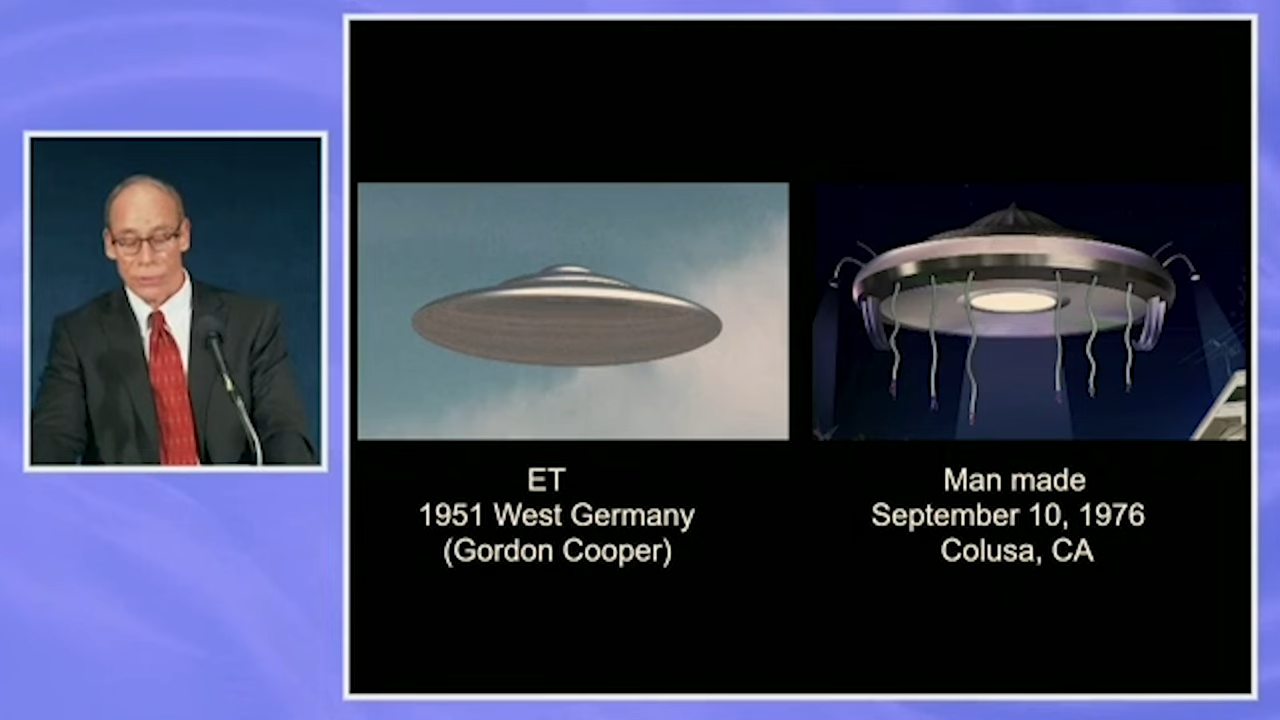 ET
1951 West Germany
(Gordon Cooper)
Man made
September 10, 1976
Colusa, CA